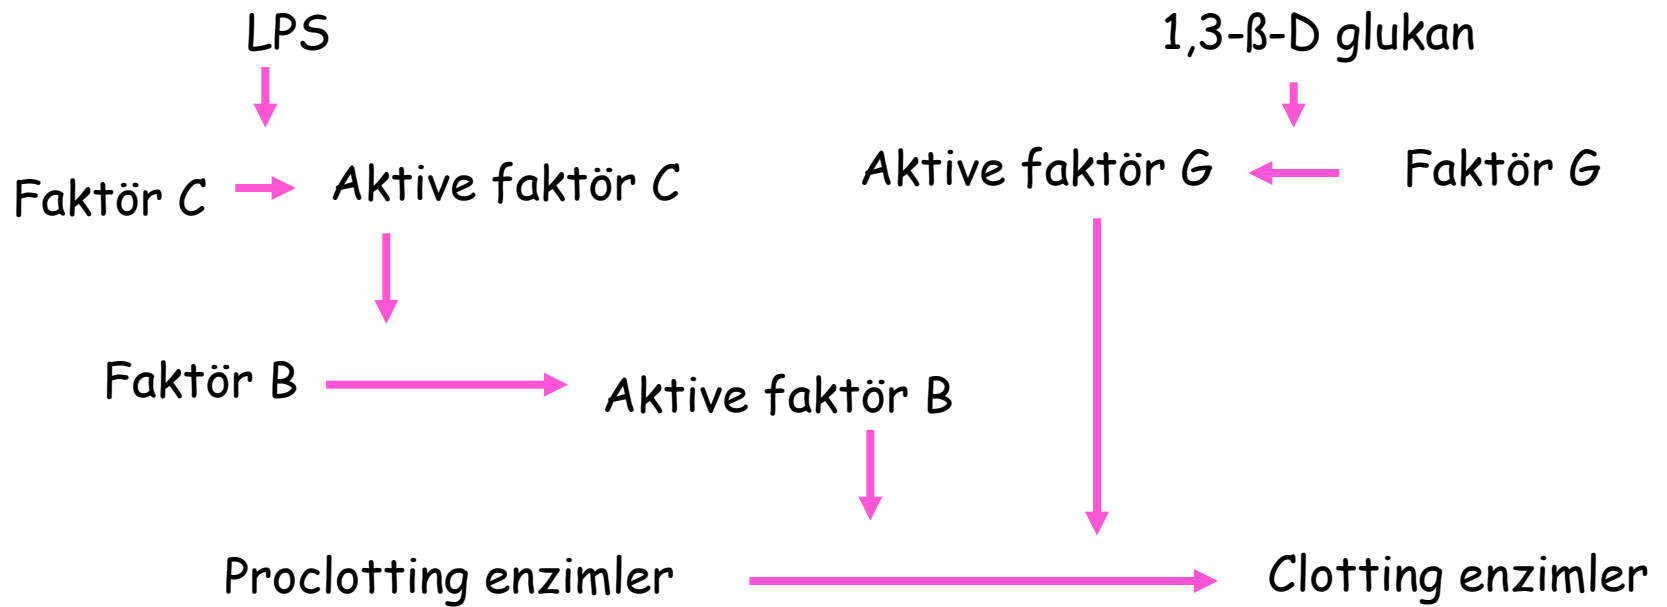 LPS
1,3-ß-D glukan
Faktör C
Aktive faktör C
Aktive faktör G
Faktör G
Faktör B
Aktive faktör B
Proclotting enzimler
Clotting enzimler